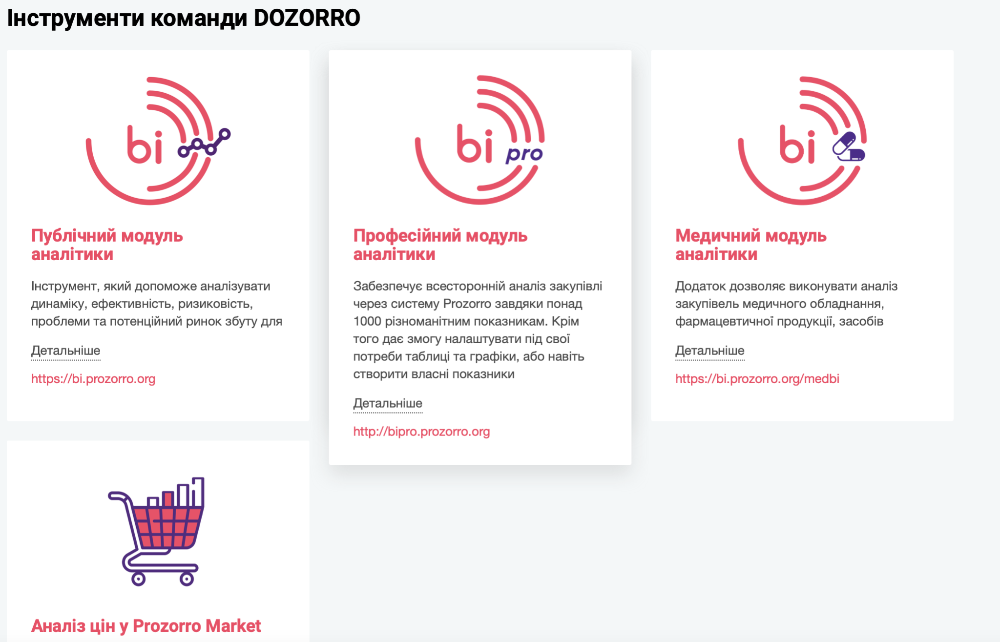 Інструменти команди DOZORRO
bi
Публічний модуль
аналітики
Інструмент, який допоможе аналізувати
динаміку, ефективність, ризиковість,
проблеми та потенційний ринок збуту для
Детальніше
https://bi.prozorro.org
bi pro
Професійний модуль
аналітики
Забезпечує всесторонній аналіз закупівлі
через систему Prozorro завдяки понад
1000 різноманітним показникам. Крім
того дає змогу налаштувати під свої
потреби таблиці та графіки, або навіть
створити власні показники
Детальніше
http://bipro.prozorro.org
bi
Медичний модуль
аналітики
Додаток дозволяє виконувати аналіз
закупівель медичного обладнання,
фармацевтичної продукції, засобів
Детальніше
https://bi.prozorro.org/medbi
Аналіз цін у Prozorro Market